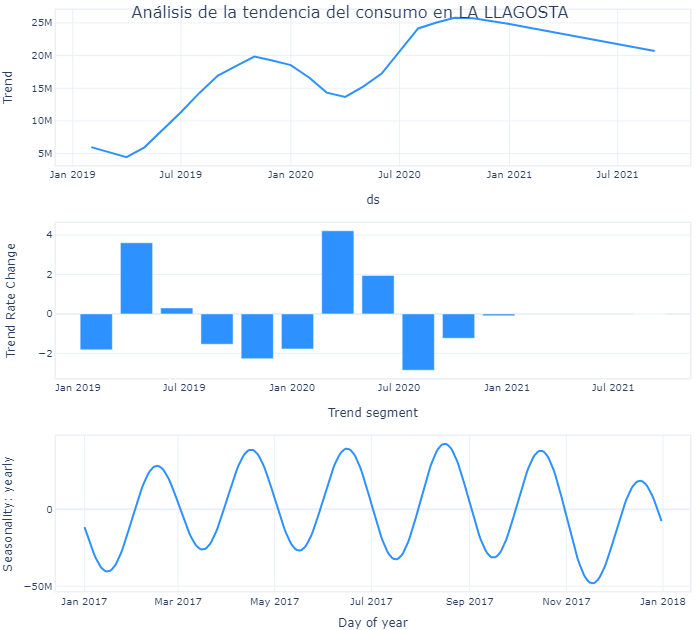 Análisis de la tendencia del consumo en LA LLAGOSTA
25M
20M
15M
10M
5M
Trend
Jan 2019 Jul 2019 Jan 2020 Jul 2020 Jan 2021 Jul 2021
ds
4
2
0
−2
Trend Rate Change
Jan 2019 Jul 2019 Jan 2020 Jul 2020 Jan 2021 Jul 2021
Trend segment
0
−50M
Seasonality: yearly
Jan 2017 Mar 2017 May 2017 Jul 2017 Sep 2017 Nov 2017 Jan 2018
Day of year